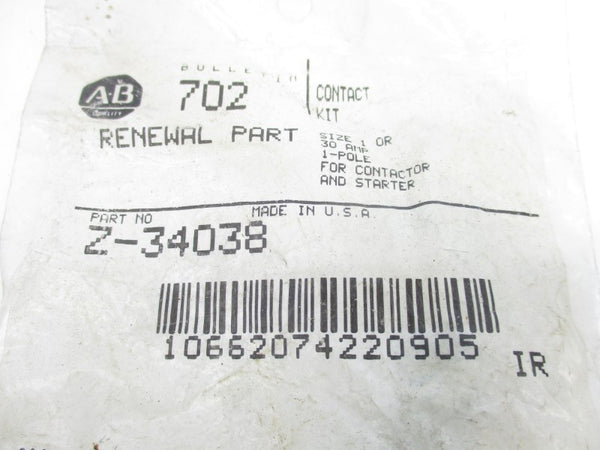 A-B
QUALITY
BULLETIN
702
CONTACT
KIT
RENEWAL PART
SIZE 1 OR
30 AMP
1-POLE
FOR CONTACTOR
AND STARTER
PART NO
MADE IN U.S.A.
Z-34038
10662074220905
IR